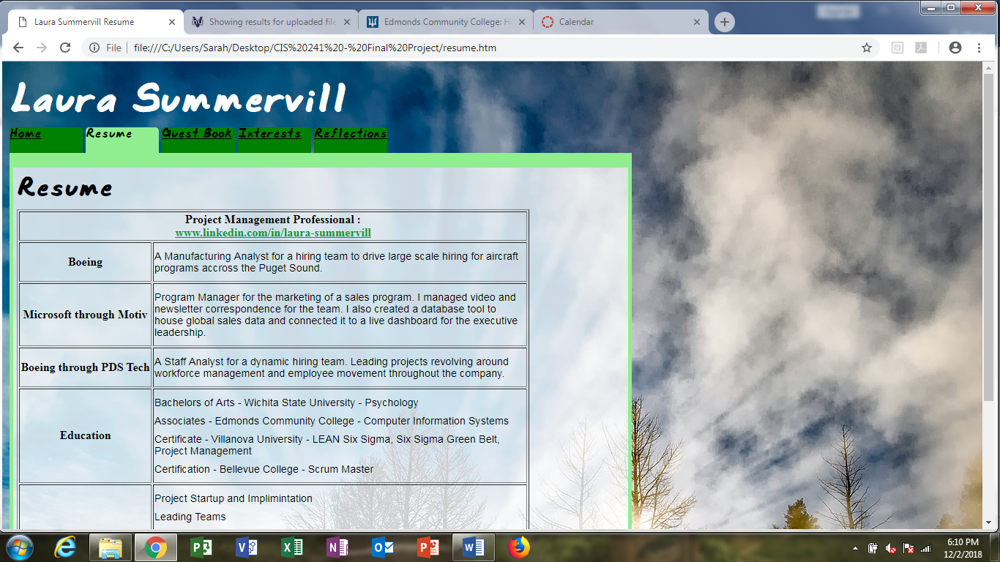 Laura Summervill Resume
Showing results for uploaded file
Edmonds Community College: H
Calendar
File
file:///C:/Users/Sarah/Desktop/CIS%20241%20-%20Final%20Project/resume.htm
Laura Summervill
Home Resume Guest Book Interests Reflections
Resume
Project Management Professional :
www.linkedin.com/in/laura-summervill
Boeing
A Manufacturing Analyst for a hiring team to drive large scale hiring for aircraft
programs accross the Puget Sound.
Microsoft through Motiv
Program Manager for the marketing of a sales program. I managed video and
newsletter correspondence for the team. I also created a database tool to
house global sales data and connected it to a live dashboard for the executive
leadership.
Boeing through PDS Tech
A Staff Analyst for a dynamic hiring team. Leading projects revolving around
workforce management and employee movement throughout the company.
Education
Bachelors of Arts - Wichita State University - Psychology
Associates - Edmonds Community College - Computer Information Systems
Certificate - Villanova University - LEAN Six Sigma, Six Sigma Green Belt,
Project Management
Certification - Bellevue College - Scrum Master
Project Startup and Implimintation
Leading Teams
6:10 PM
12/2/2018